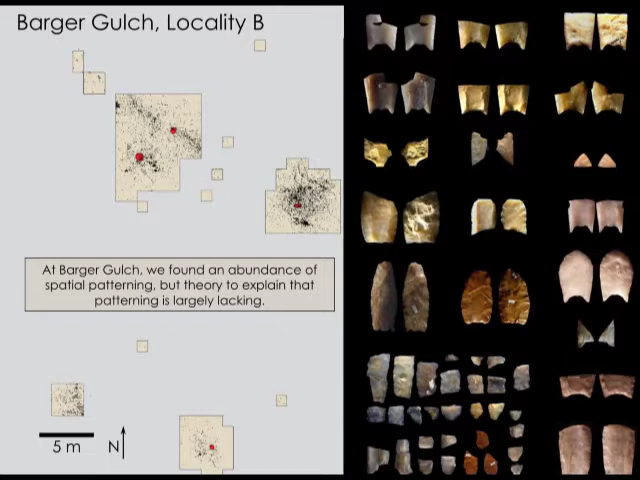 Barger Gulch, Locality B
At Barger Gulch, we found an abundance of
spatial patterning, but theory to explain that
patterning is largely lacking.
5 m
N